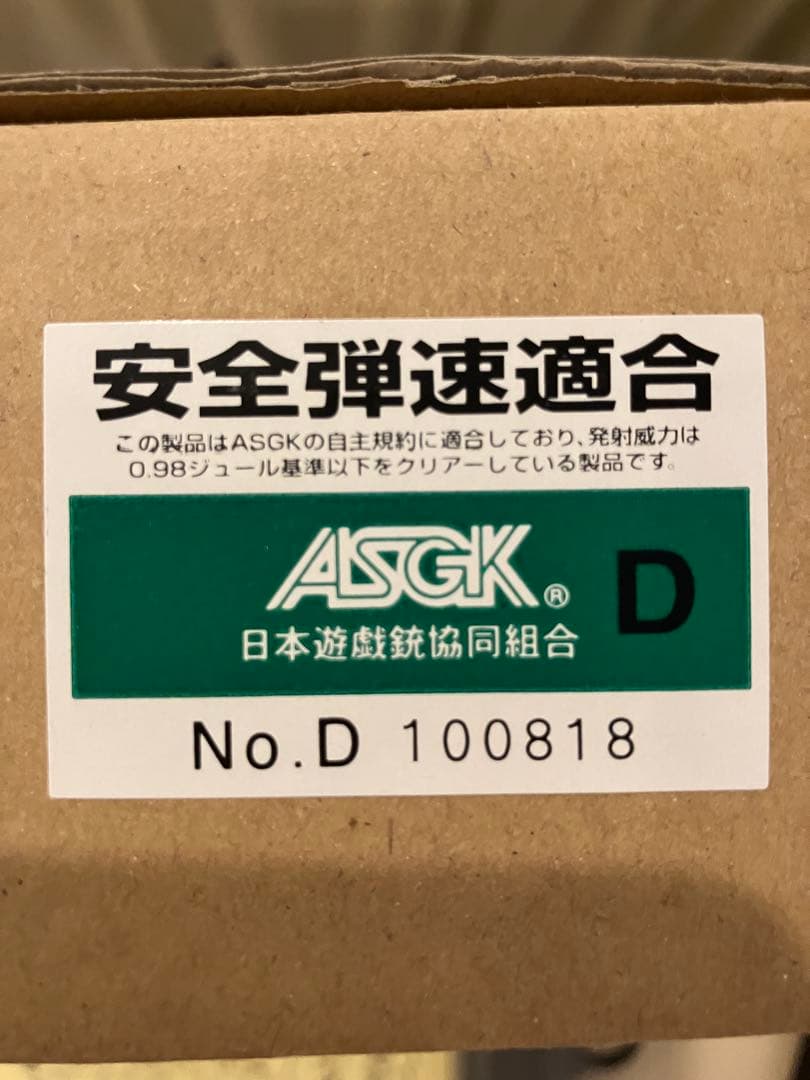 安全弾速適合
この製品はASGKの自主規約に適合しており、発射威力は
0.98ジュール基準以下をクリアーしている製品です。
ASGK® D
日本遊戯銃協同組合
No.D 100818